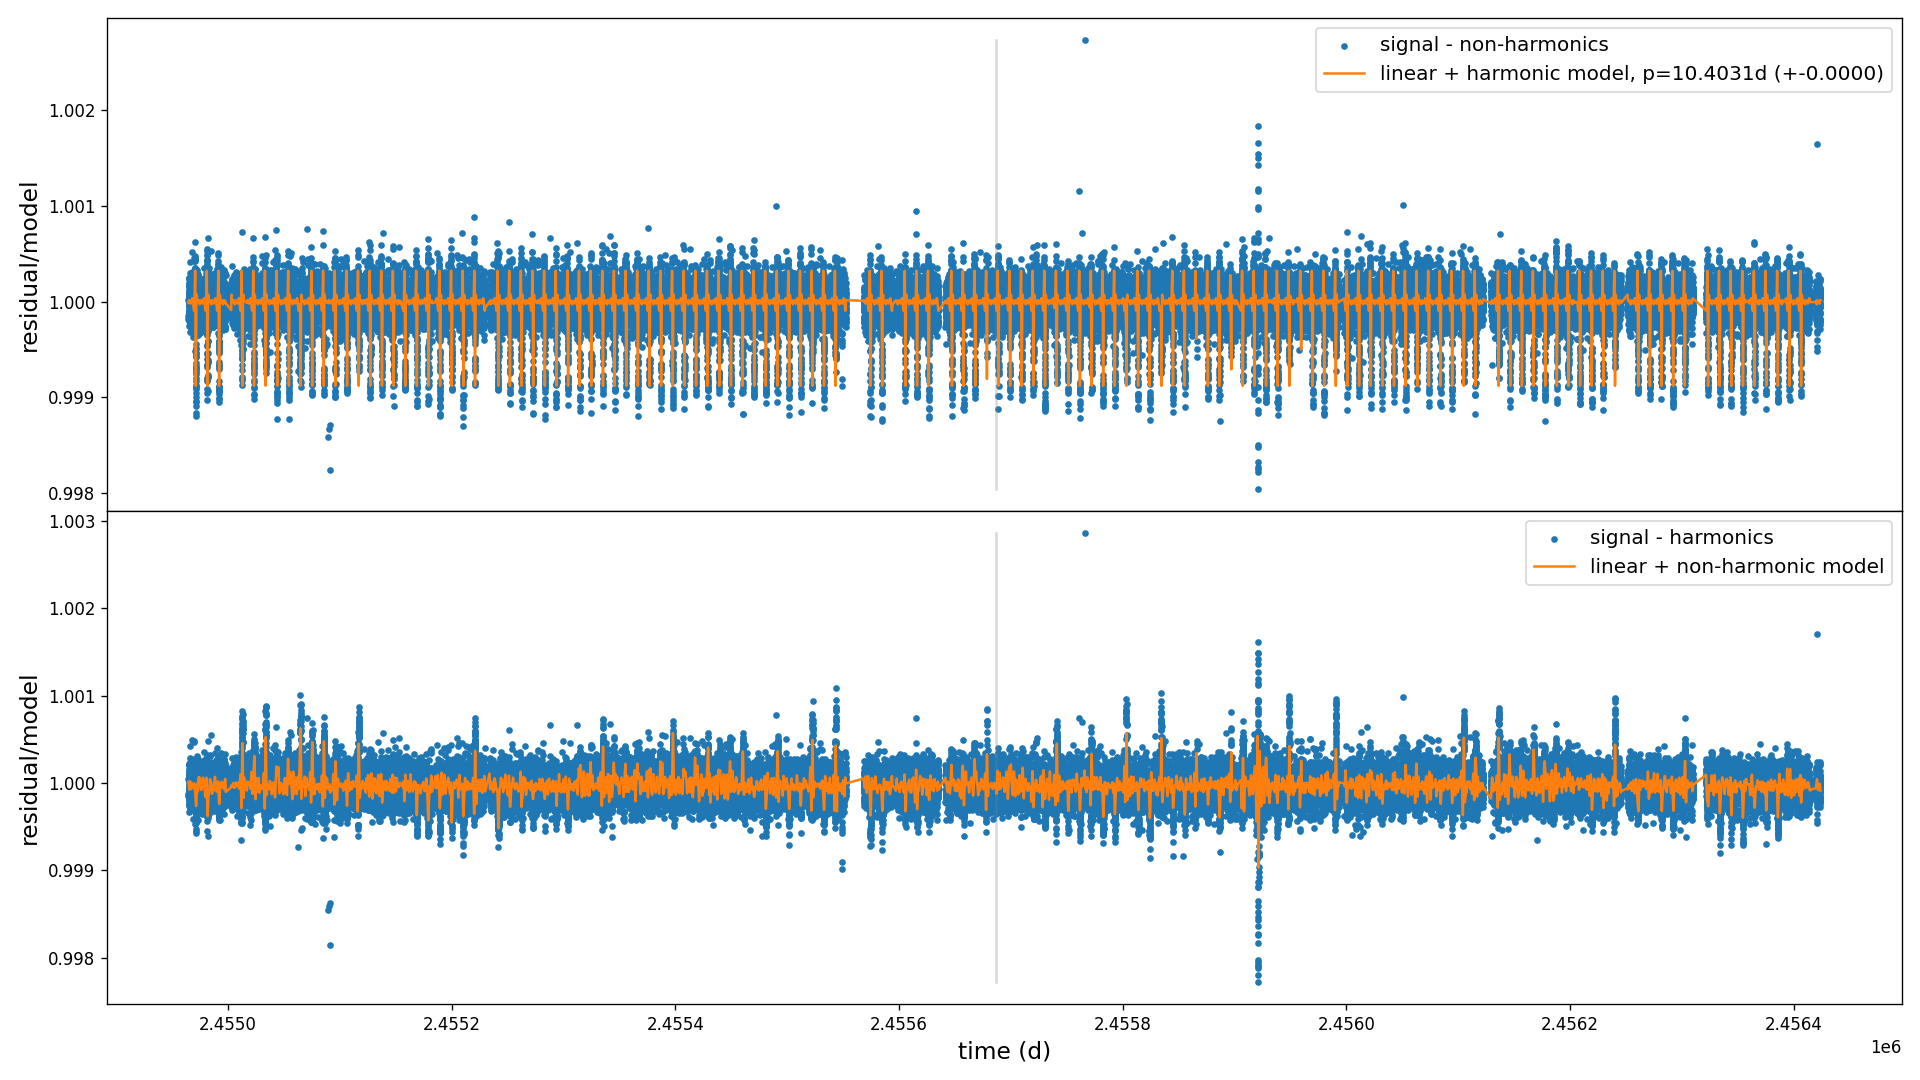 signal - non-harmonics
linear + harmonic model, p=10.4031d (+-0.0000)
residual/model
1.002
1.001
1.000
0.999
0.998
signal - harmonics
linear + non-harmonic model
residual/model
1.003
1.002
1.001
1.000
0.999
0.998
2.4550 2.4552 2.4554 2.4556 2.4558 2.4560 2.4562 2.4564
1e6
time (d)